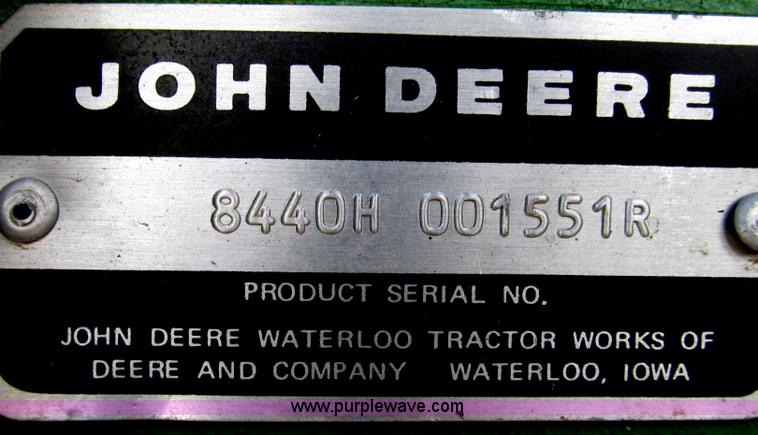 JOHN DEERE
8440H 001551R
PRODUCT SERIAL NO.
JOHN DEERE WATERLOO TRACTOR WORKS OF
DEERE AND COMPANY WATERLOO, IOWA
www.purplewave.com